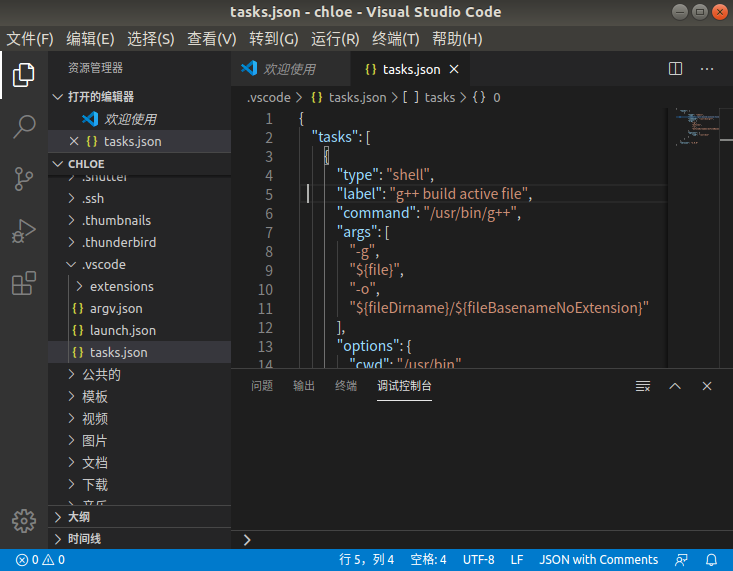 tasks.json - chloe - Visual Studio Code
文件(F) 编辑(E) 选择(S) 查看(V) 转到(G) 运行(R) 终端(T) 帮助(H)
资源管理器
欢迎使用
tasks.json
打开的编辑器
欢迎使用
tasks.json
CHLOE
.shutter
.ssh
.thumbnails
.thunderbird
.vscode
extensions
argv.json
launch.json
tasks.json
公共的
模板
视频
图片
文档
下载
音乐
大纲
时间线
.vscode > {} tasks.json > [ ] tasks > {} 0
1 {
2 "tasks": [
3 {
4 "type": "shell",
5 "label": "g++ build active file",
6 "command": "/usr/bin/g++",
7 "args": [
8 "-g",
9 "${file}",
10 "-o",
11 "${fileDirname}/${fileBasenameNoExtension}"
12 ],
13 "options": {
14 "cwd": "/usr/bin"
问题 输出 终端 调试控制台
0 0 行 5，列 4 空格: 4 UTF-8 LF JSON with Comments